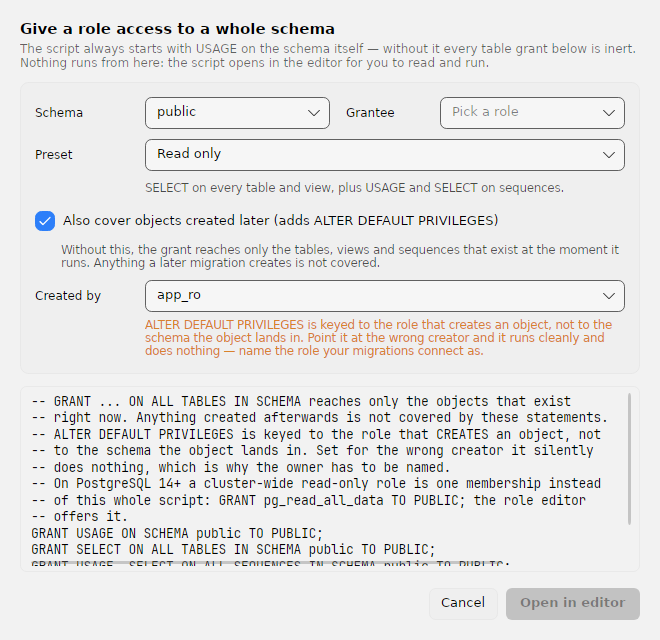 Give a role access to a whole schema
The script always starts with USAGE on the schema itself — without it every table grant below is inert.
Nothing runs from here: the script opens in the editor for you to read and run.
Schema
public
Grantee
Pick a role
Preset
Read only
SELECT on every table and view, plus USAGE and SELECT on sequences.
Also cover objects created later (adds ALTER DEFAULT PRIVILEGES)
Without this, the grant reaches only the tables, views and sequences that exist at the moment it
runs. Anything a later migration creates is not covered.
Created by
app_ro
ALTER DEFAULT PRIVILEGES is keyed to the role that creates an object, not to the
schema the object lands in. Point it at the wrong creator and it runs cleanly and
does nothing — name the role your migrations connect as.
-- GRANT ... ON ALL TABLES IN SCHEMA reaches only the objects that exist
-- right now. Anything created afterwards is not covered by these statements.
-- ALTER DEFAULT PRIVILEGES is keyed to the role that CREATES an object, not
-- to the schema the object lands in. Set for the wrong creator it silently
-- does nothing, which is why the owner has to be named.
-- On PostgreSQL 14+ a cluster-wide read-only role is one membership instead
-- of this whole script: GRANT pg_read_all_data TO PUBLIC; the role editor
-- offers it.
GRANT USAGE ON SCHEMA public TO PUBLIC;
GRANT SELECT ON ALL TABLES IN SCHEMA public TO PUBLIC;
GRANT USAGE, SELECT ON ALL SEQUENCES IN SCHEMA public TO PUBLIC;
Cancel
Open in editor